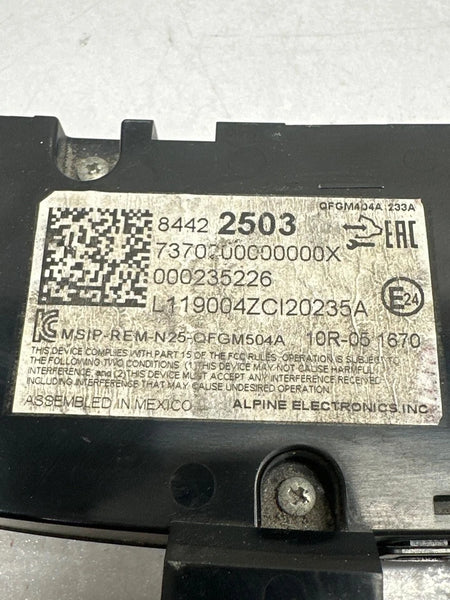 QFGM404A 233A
8442 2503
7370200000000X
EAC
000235226
L119004ZCI20235A
E24
KC MSIP-REM-N25-QFGM504A 10R-05 1670
THIS DEVICE COMPLIES WITH PART 15 OF THE FCC RULES. OPERATION IS SUBJECT TO THE
FOLLOWING TWO CONDITIONS (1)THIS DEVICE MAY NOT CAUSE HARMFUL
INTERFERENCE, and (2)THIS DEVICE MUST ACCEPT ANY INTERFERENCE RECEIVED,
INCLUDING INTERFERENCE THAT MAY CAUSE UNDESIRED OPERATION.
ASSEMBLED IN MEXICO ALPINE ELECTRONICS,INC